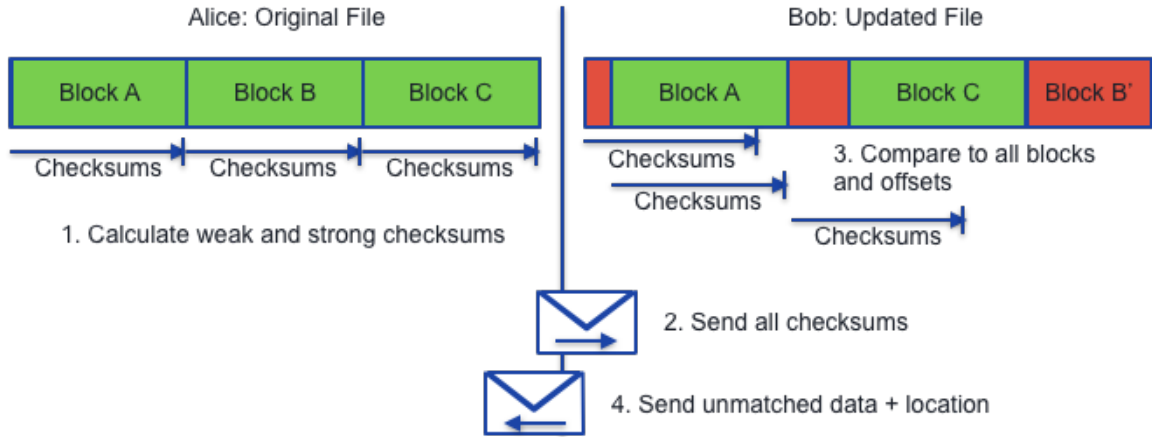 Alice: Original File
Bob: Updated File
Block A
Block B
Block C
Block A
Block C
Block B'
Checksums
Checksums
Checksums
Checksums
3. Compare to all blocks
and offsets
Checksums
Checksums
1. Calculate weak and strong checksums
2. Send all checksums
4. Send unmatched data + location